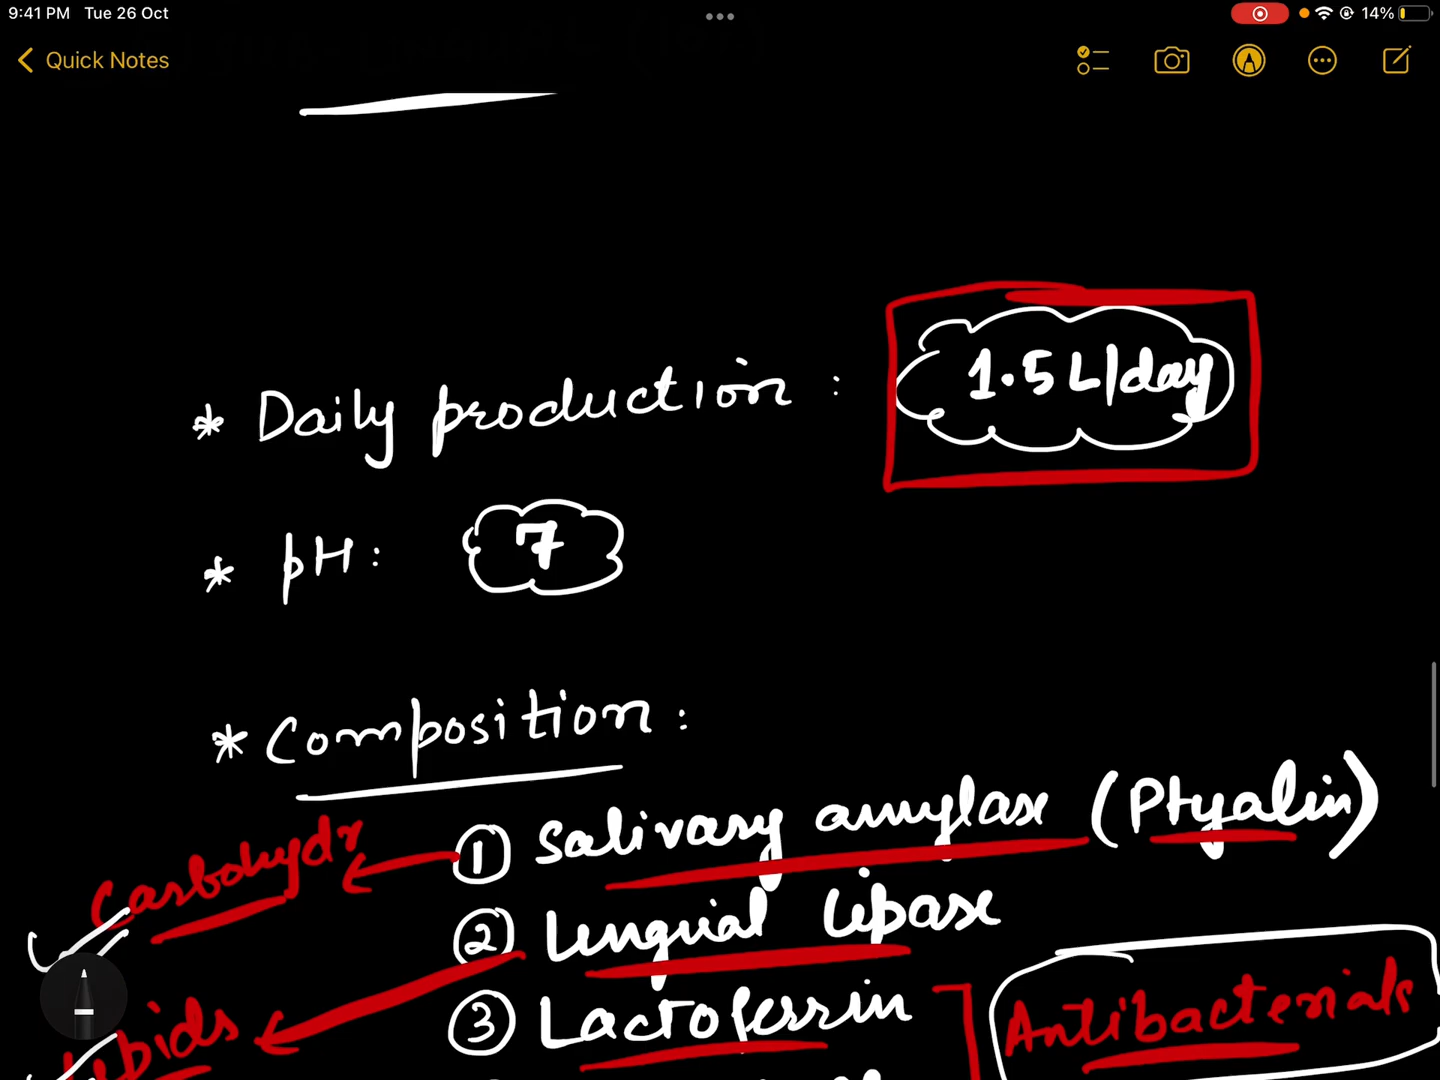 9:41 PM Tue 26 Oct
14%
Quick Notes
* Daily production : 1.5 L/day
* pH : 7
* Composition :
① Salivary amylase (Ptyalin)
Carbohydr
② Lingual lipase
③ Lactoferrin
Lipids
Antibacterials